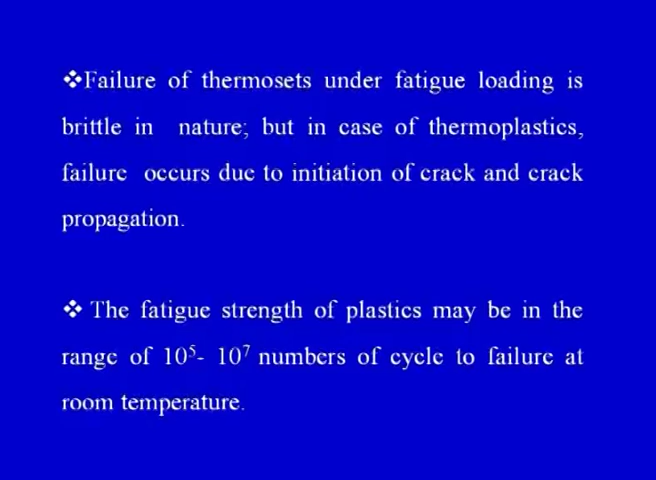 ❖Failure of thermosets under fatigue loading is
brittle in nature; but in case of thermoplastics,
failure occurs due to initiation of crack and crack
propagation.
❖ The fatigue strength of plastics may be in the
range of 10⁵- 10⁷ numbers of cycle to failure at
room temperature.